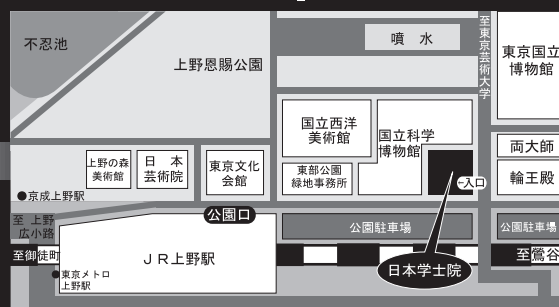 不忍池
上野恩賜公園
噴 水
至東京芸術大学
東京国立
博物館
国立西洋
美術館
国立科学
博物館
両大師
輪王殿
上野の森
美術館
日 本
芸術院
東京文化
会館
東部公園
緑地事務所
←入口
●京成上野駅
公園口
至 上野
広小路
公園駐車場
公園駐車場
至御徒町
JR上野駅
至鶯谷
日本学士院
●東京メトロ
上野駅